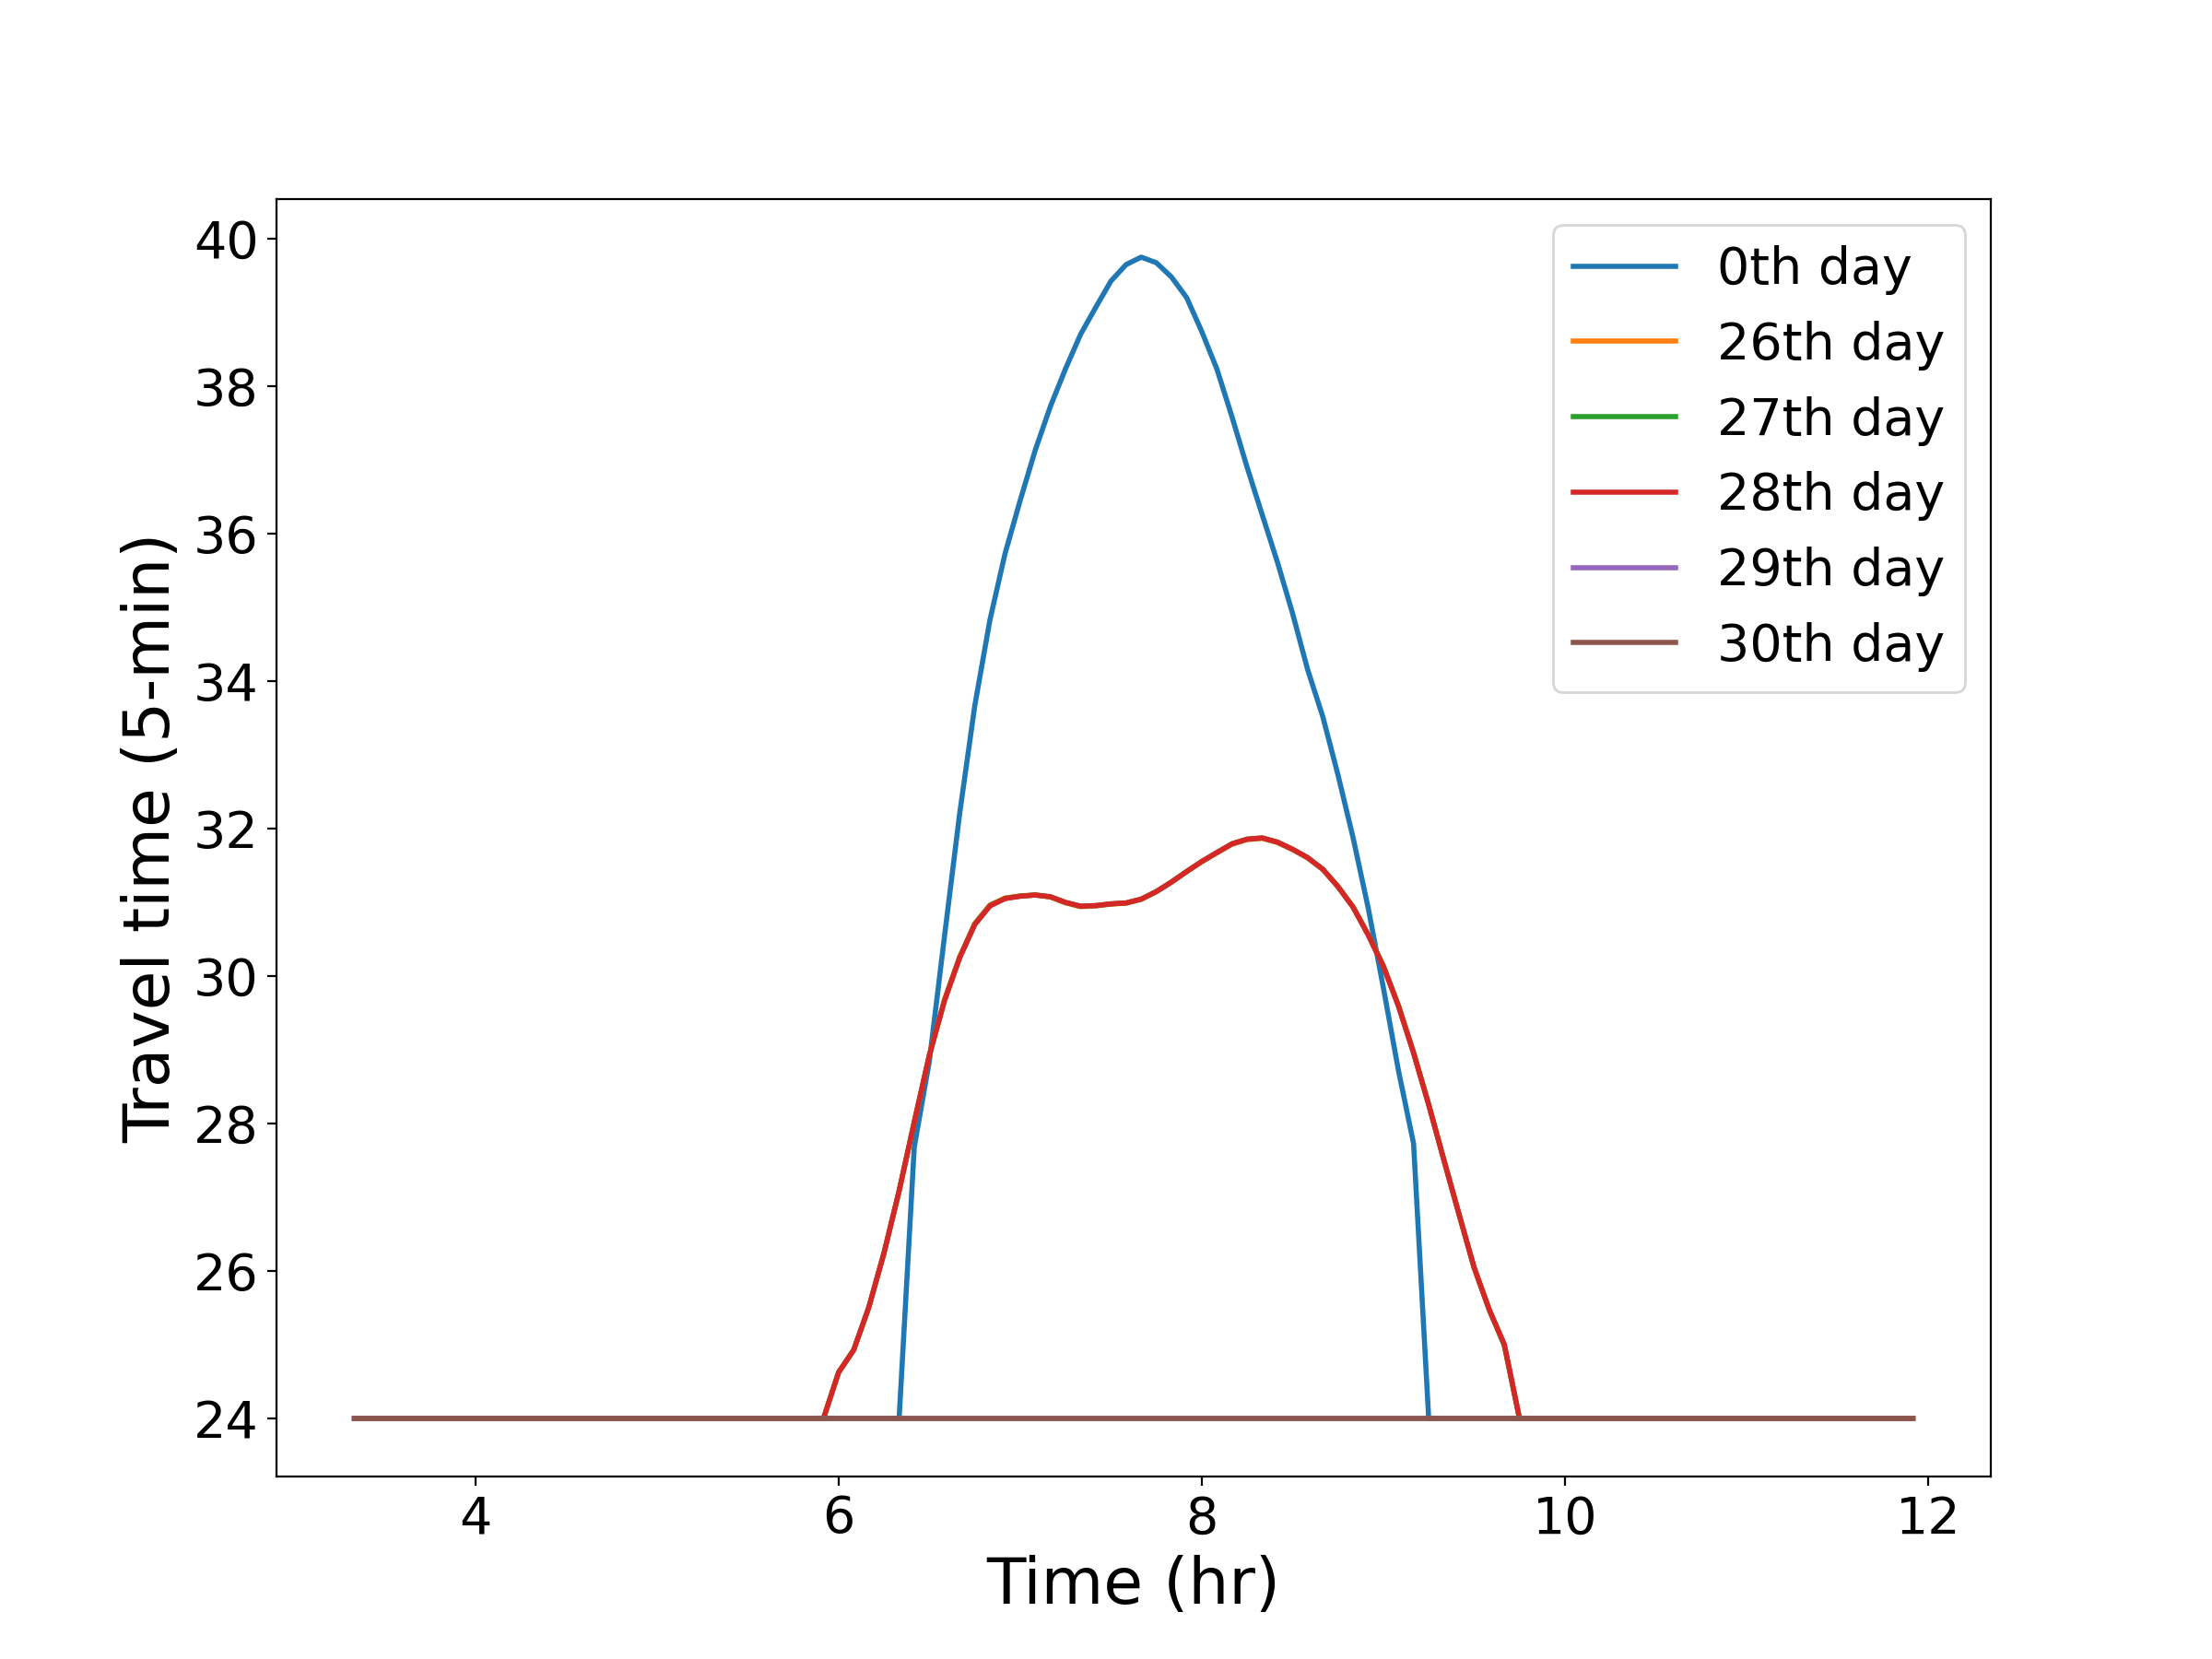 40
38
36
34
32
30
28
26
24
Travel time (5-min)
0th day
26th day
27th day
28th day
29th day
30th day
4 6 8 10 12
Time (hr)